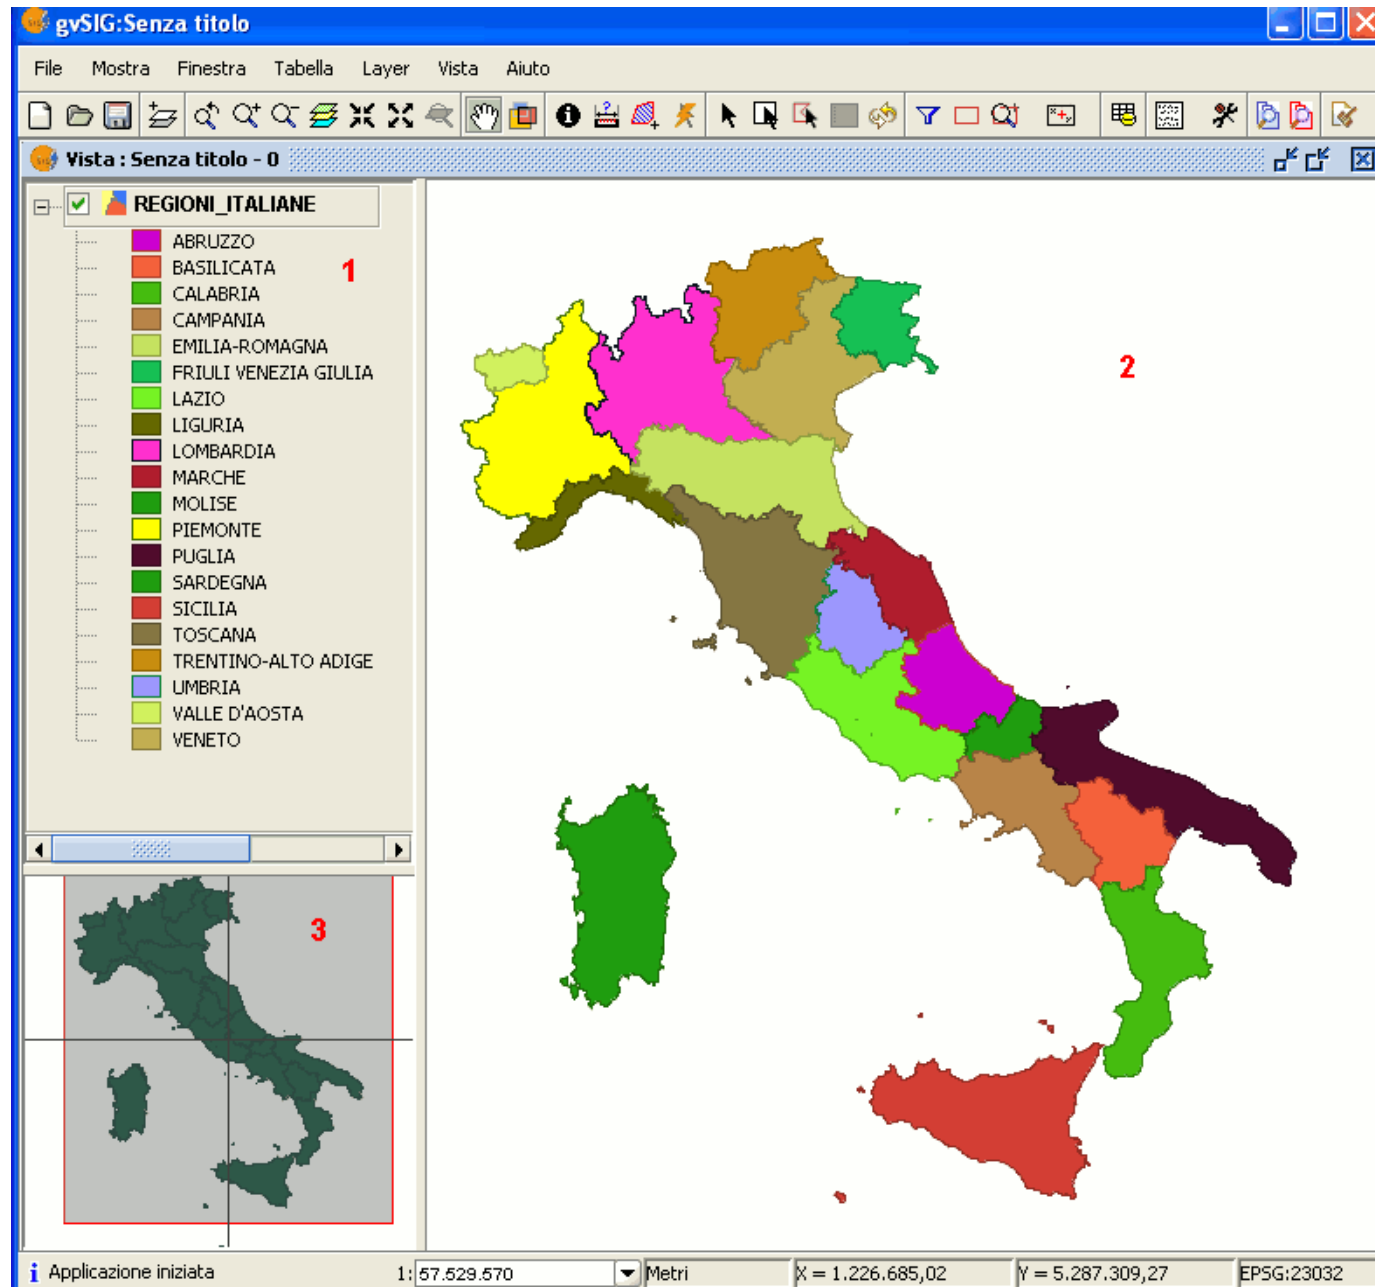 gvSIG:Senza titolo
File Mostra Finestra Tabella Layer Vista Aiuto
Vista : Senza titolo - 0
REGIONI_ITALIANE
ABRUZZO
BASILICATA
CALABRIA
CAMPANIA
EMILIA-ROMAGNA
FRIULI VENEZIA GIULIA
LAZIO
LIGURIA
LOMBARDIA
MARCHE
MOLISE
PIEMONTE
PUGLIA
SARDEGNA
SICILIA
TOSCANA
TRENTINO-ALTO ADIGE
UMBRIA
VALLE D'AOSTA
VENETO
1
2
3
Applicazione iniziata 1: 57.529.570 Metri X = 1.226.685,02 Y = 5.287.309,27 EPSG:23032